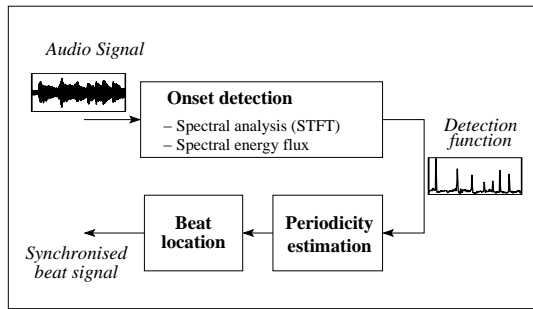 Audio Signal
Onset detection
– Spectral analysis (STFT)
– Spectral energy flux
Detection
function
Periodicity
estimation
Beat
location
Synchronised
beat signal